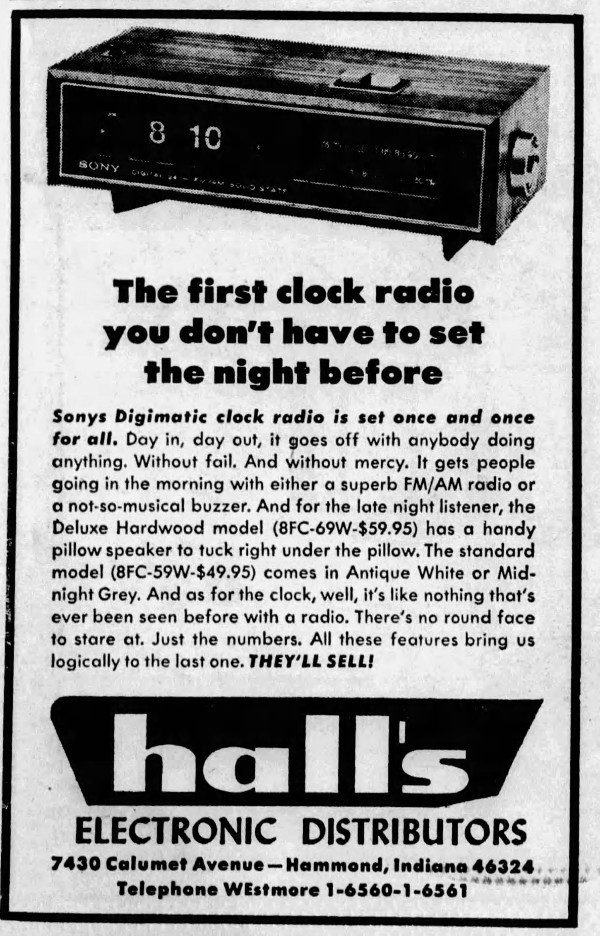 8 10
SONY
DIGITAL 24
SOLID STATE
The first clock radio
you don't have to set
the night before
Sonys Digimatic clock radio is set once and once
for all. Day in, day out, it goes off with anybody doing
anything. Without fail. And without mercy. It gets people
going in the morning with either a superb FM/AM radio or
a not-so-musical buzzer. And for the late night listener, the
Deluxe Hardwood model (8FC-69W-$59.95) has a handy
pillow speaker to tuck right under the pillow. The standard
model (8FC-59W-$49.95) comes in Antique White or Mid-
night Grey. And as for the clock, well, it's like nothing that's
ever been seen before with a radio. There's no round face
to stare at. Just the numbers. All these features bring us
logically to the last one. THEY'LL SELL!
hall's
ELECTRONIC DISTRIBUTORS
7430 Calumet Avenue—Hammond, Indiana 46324
Telephone WEstmore 1-6560-1-6561